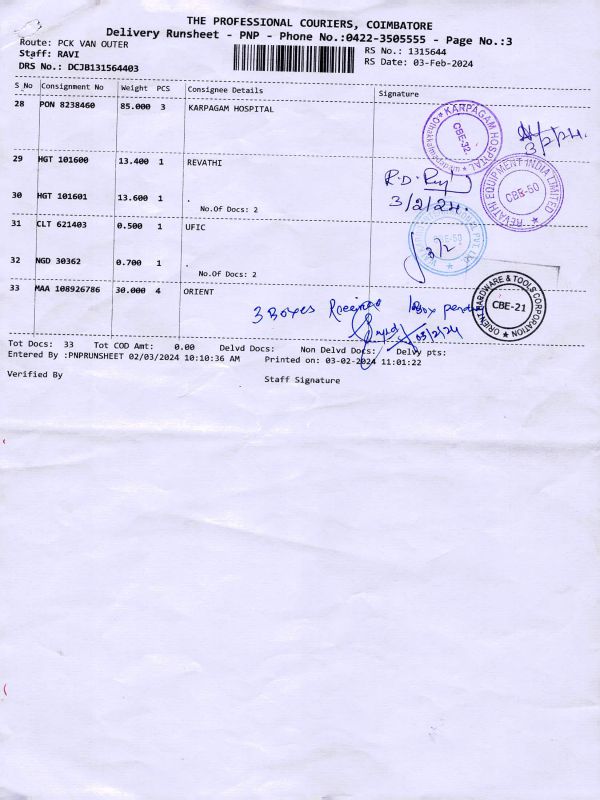 THE PROFESSIONAL COURIERS, COIMBATORE
Delivery Runsheet - PNP - Phone No.:0422-3505555 - Page No.:3
Route: PCK VAN OUTER
Staff: RAVI
RS No.: 1315644
DRS No.: DCJB131564403
RS Date: 03-Feb-2024
S No Consignment No Weight PCS Consignee Details Signature
28 PON 8238460 85.000 3 KARPAGAM HOSPITAL
KARPAGAM HOSPITAL
CBE-32
29 HGT 101600 13.400 1 REVATHI
R.D.
3/2/24.
REVATHI EQUIPMENT INDIA LIMITED
CBE-50
30 HGT 101601 13.600 1 .
No.Of Docs: 2
31 CLT 621403 0.500 1 UFIC
3/2
32 NGD 30362 0.700 1 .
No.Of Docs: 2
33 MAA 108926786 30.000 4 ORIENT
3 Boxes Received 1 Box
03/2/24
ORIENT HARDWARE & TOOLS CORPORATION
CBE-21
Tot Docs: 33 Tot COD Amt: 0.00 Delvd Docs: Non Delvd Docs: Delvy pts:
Entered By :PNPRUNSHEET 02/03/2024 10:10:36 AM Printed on: 03-02-2024 11:01:22
Verified By
Staff Signature